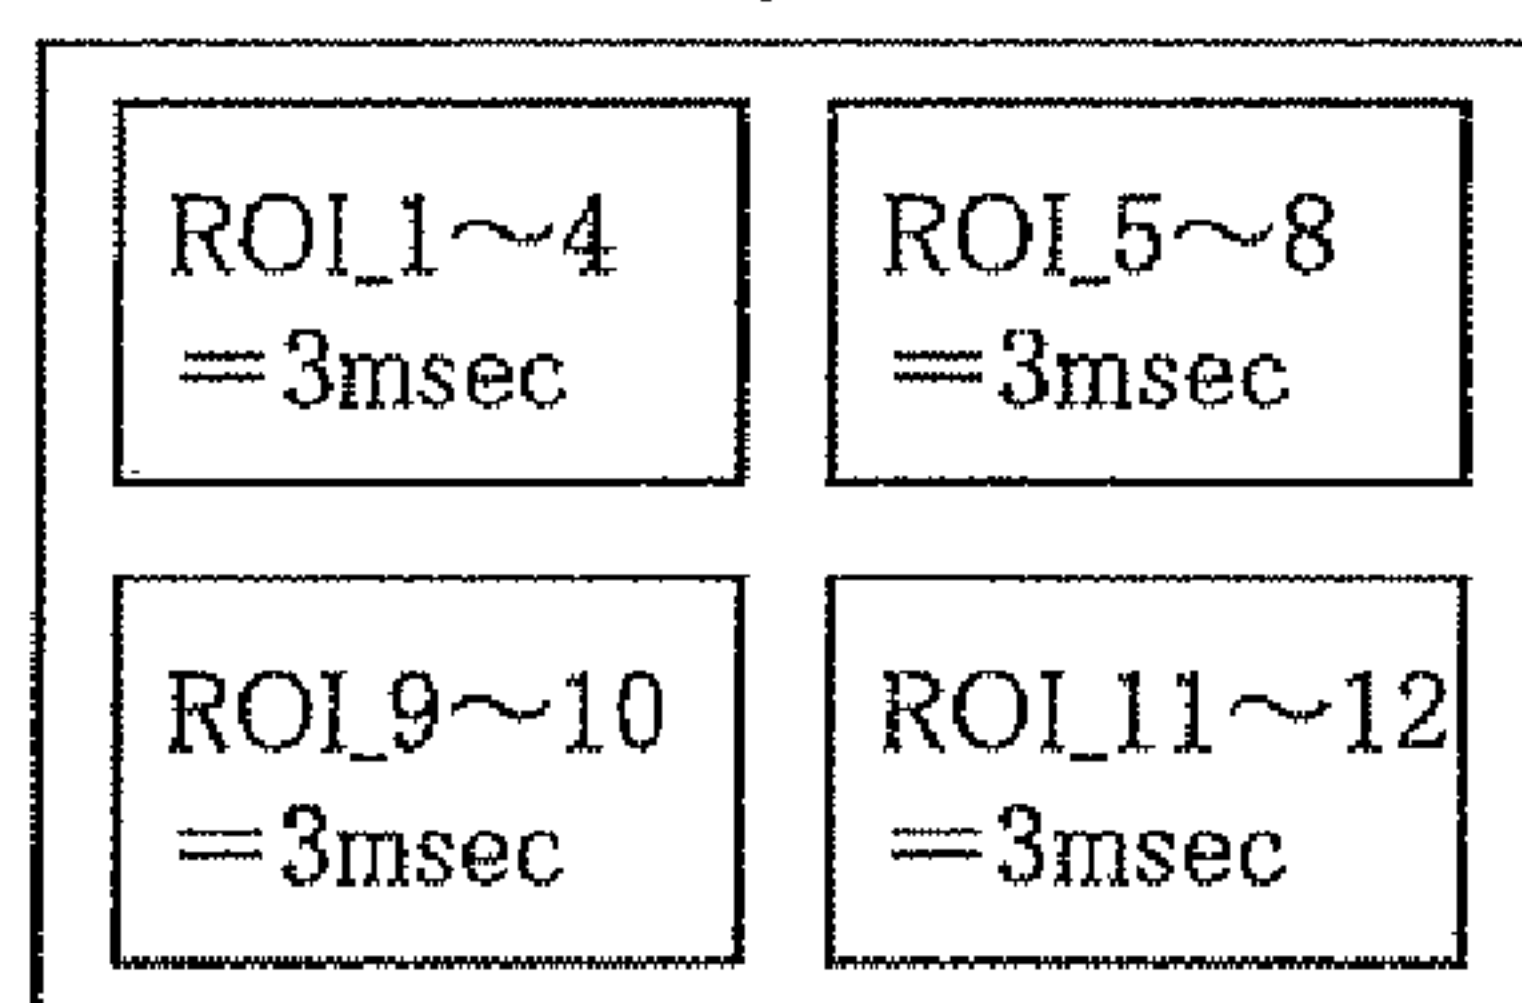 ROI_1～4
=3msec
ROI_5～8
=3msec
ROI_9～10
=3msec
ROI_11～12
=3msec